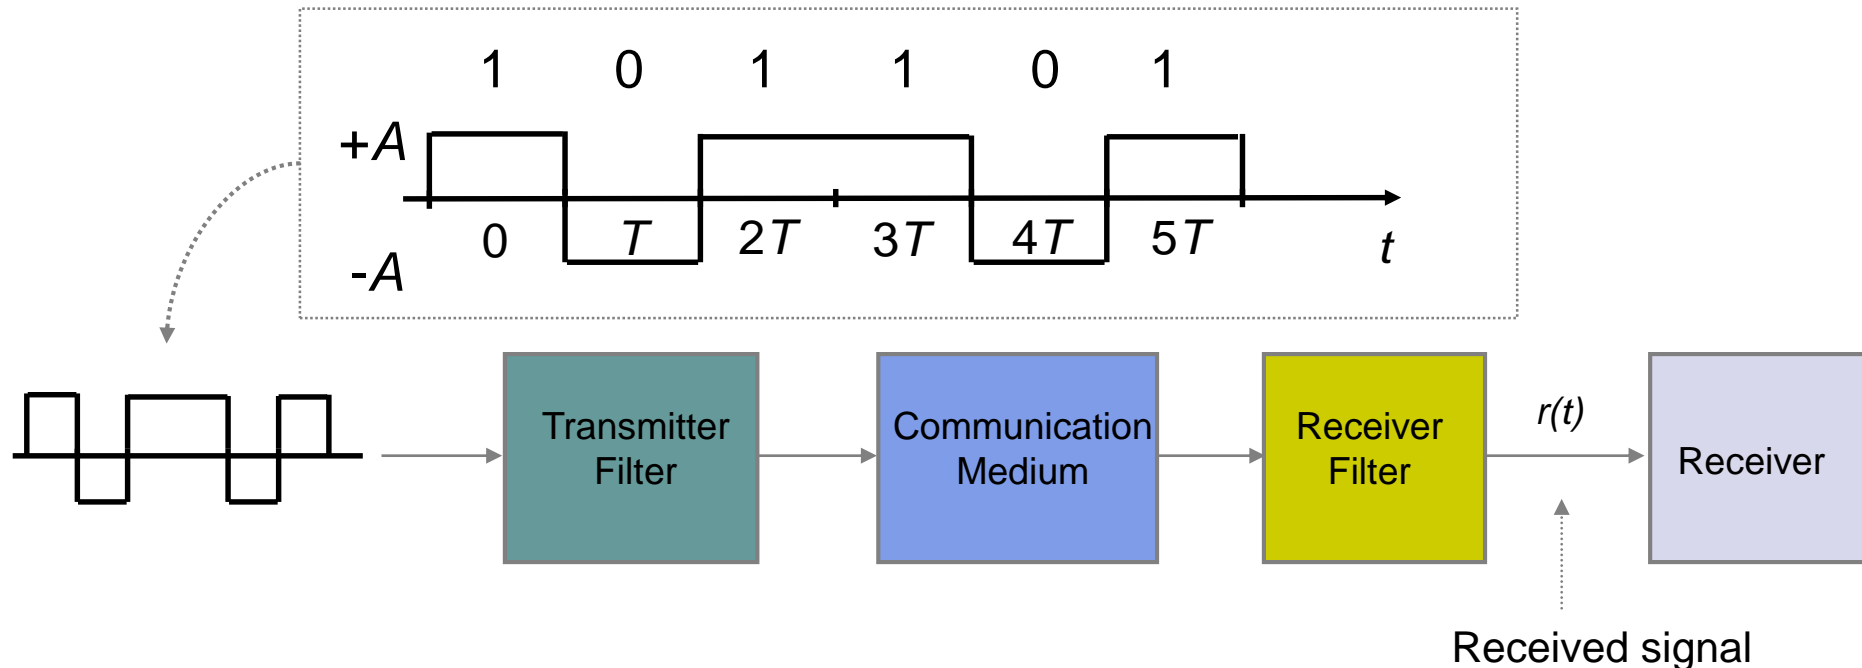 1 0 1 1 0 1
+A
0 T 2T 3T 4T 5T t
-A
Transmitter
Filter
Communication
Medium
Receiver
Filter
r(t)
Receiver
Received signal